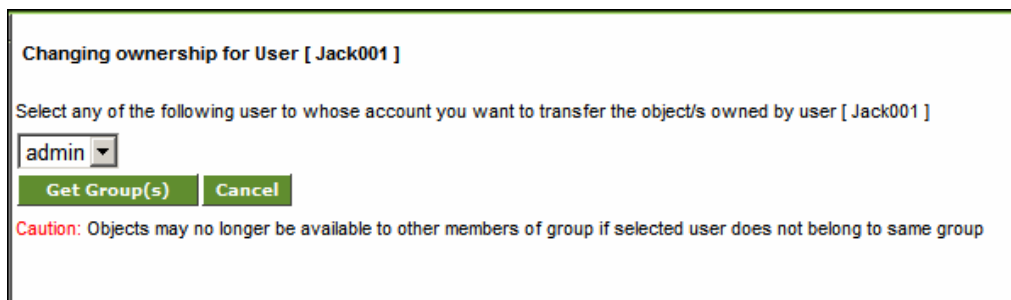 Changing ownership for User [ Jack001 ]
Select any of the following user to whose account you want to transfer the object/s owned by user [ Jack001 ]
admin
Get Group(s) Cancel
Caution: Objects may no longer be available to other members of group if selected user does not belong to same group